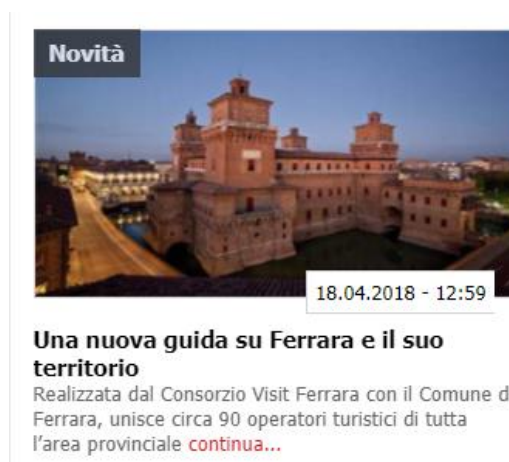 Novità
18.04.2018 - 12:59
Una nuova guida su Ferrara e il suo
territorio
Realizzata dal Consorzio Visit Ferrara con il Comune d
Ferrara, unisce circa 90 operatori turistici di tutta
l'area provinciale continua...